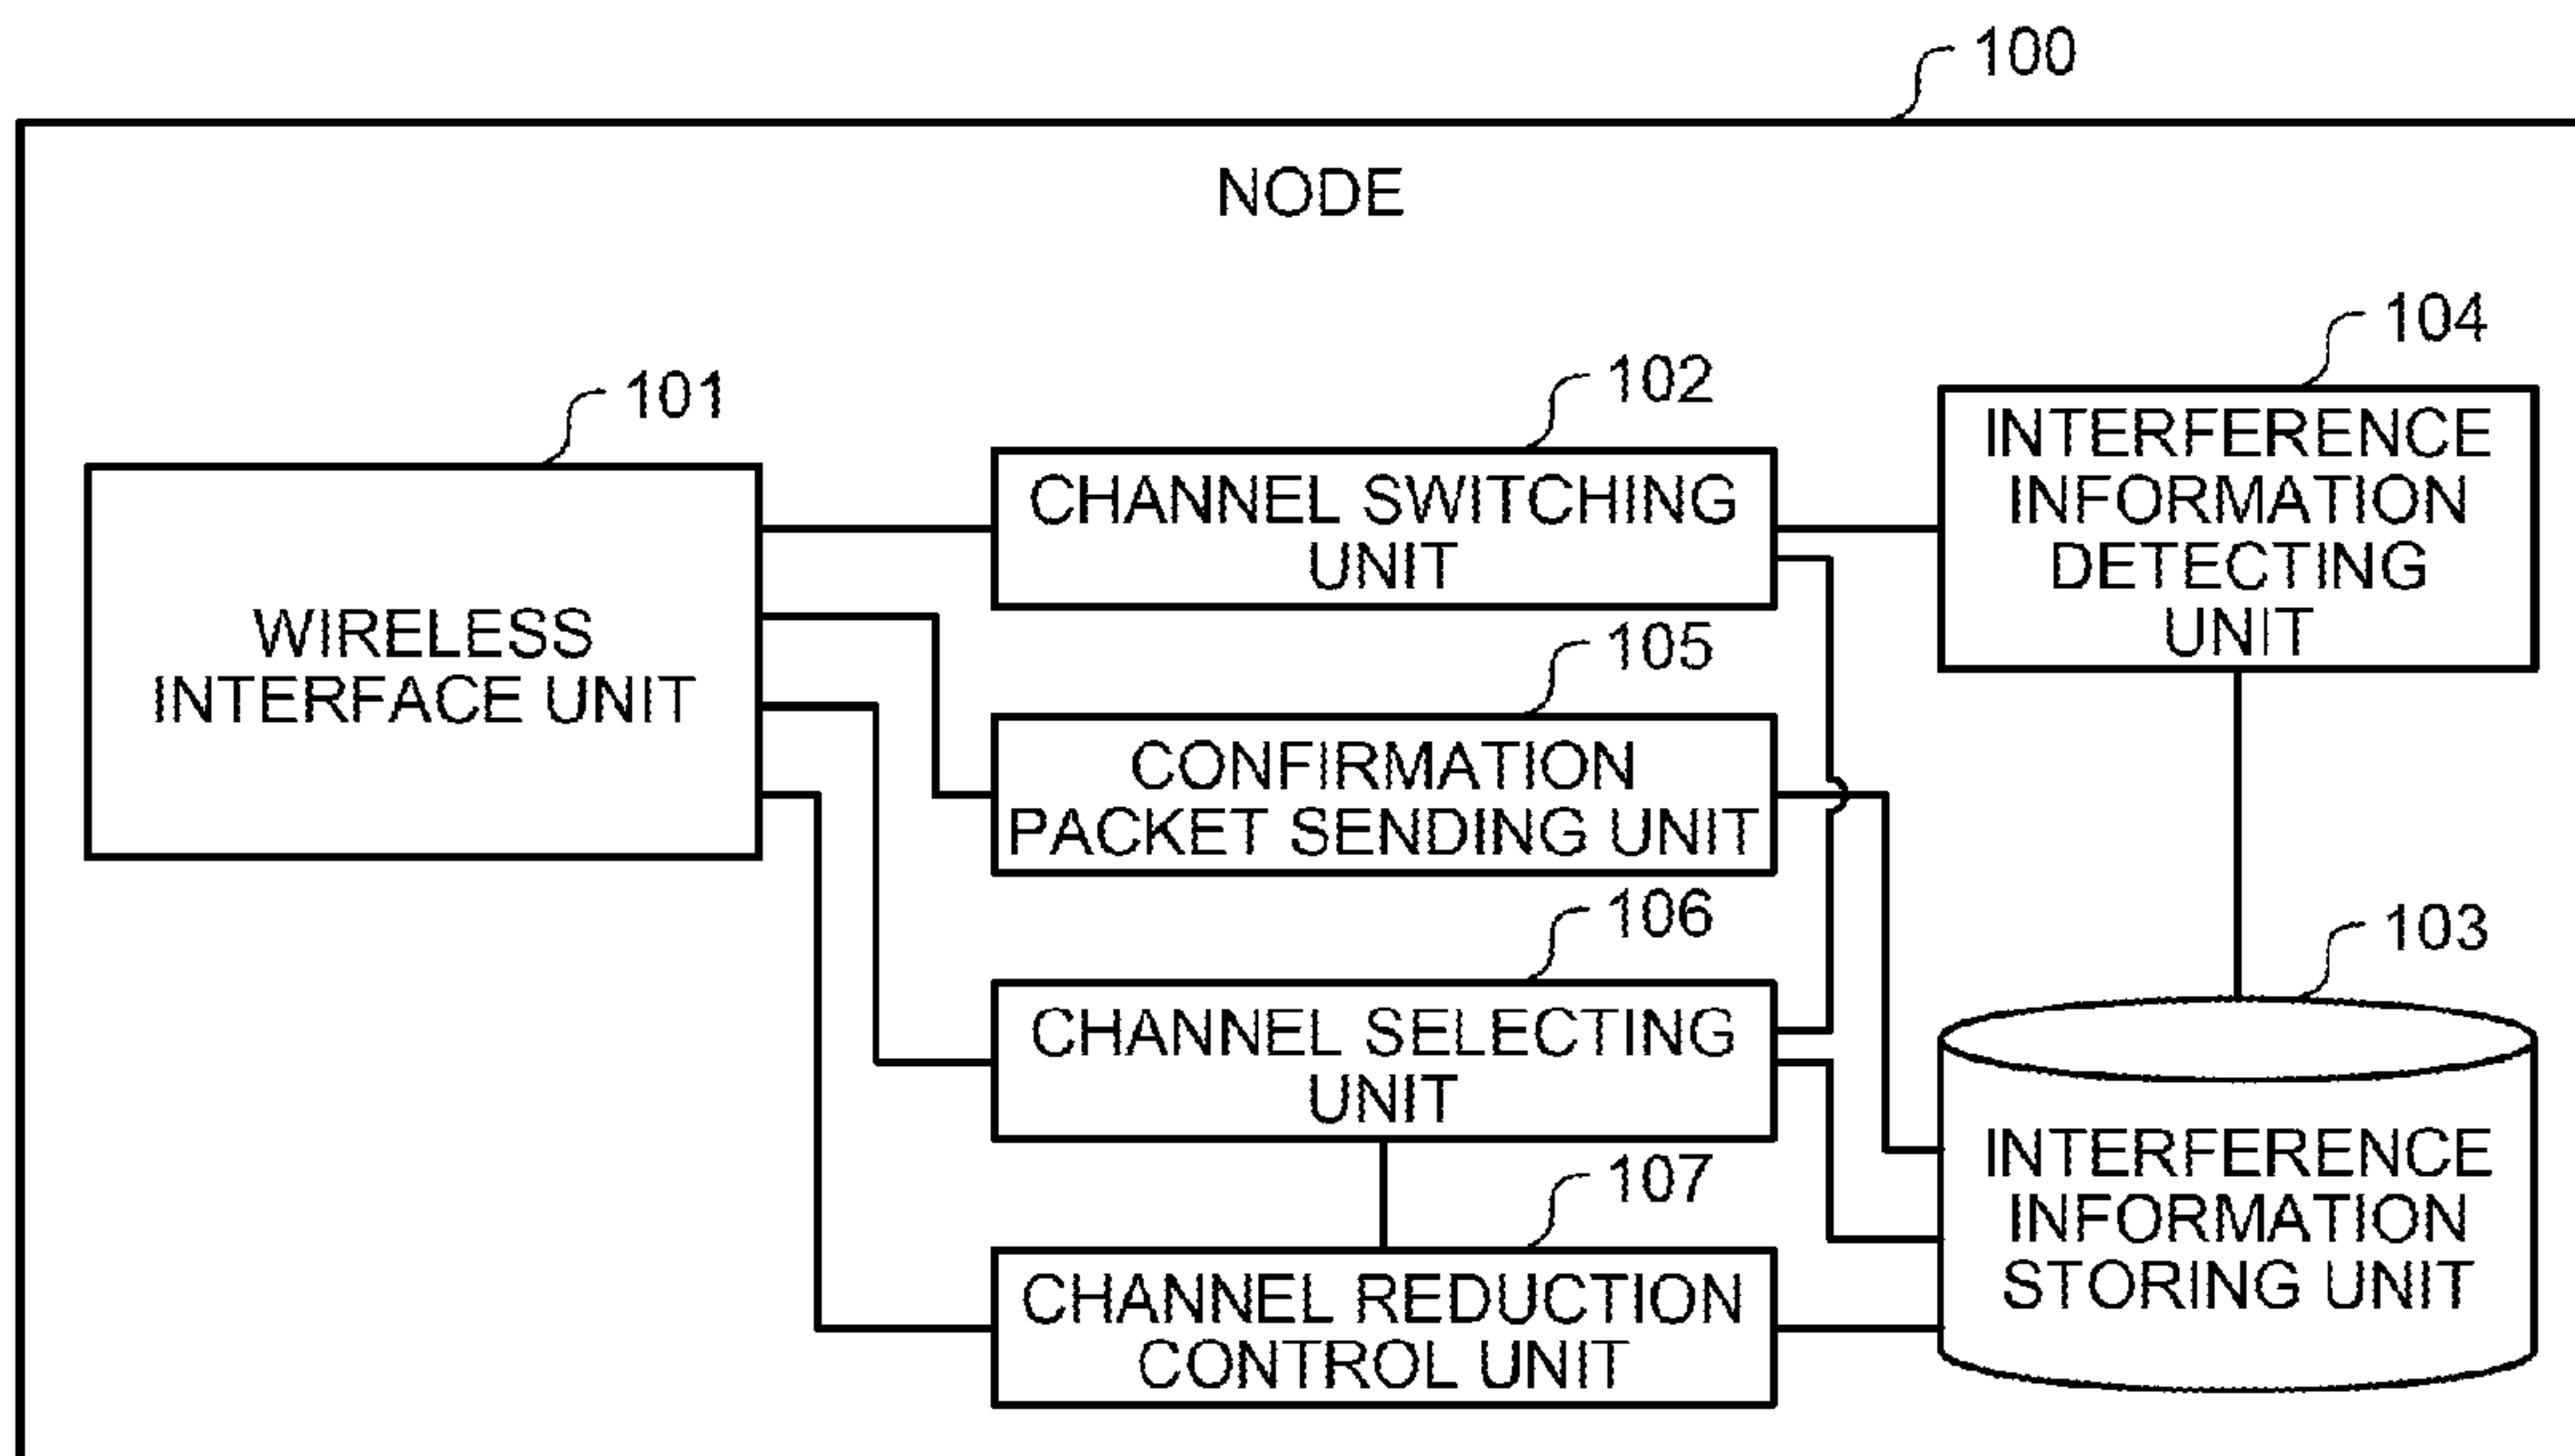 100
NODE
101
WIRELESS
INTERFACE UNIT
102
CHANNEL SWITCHING
UNIT
104
INTERFERENCE
INFORMATION
DETECTING
UNIT
105
CONFIRMATION
PACKET SENDING UNIT
106
CHANNEL SELECTING
UNIT
103
INTERFERENCE
INFORMATION
STORING UNIT
107
CHANNEL REDUCTION
CONTROL UNIT